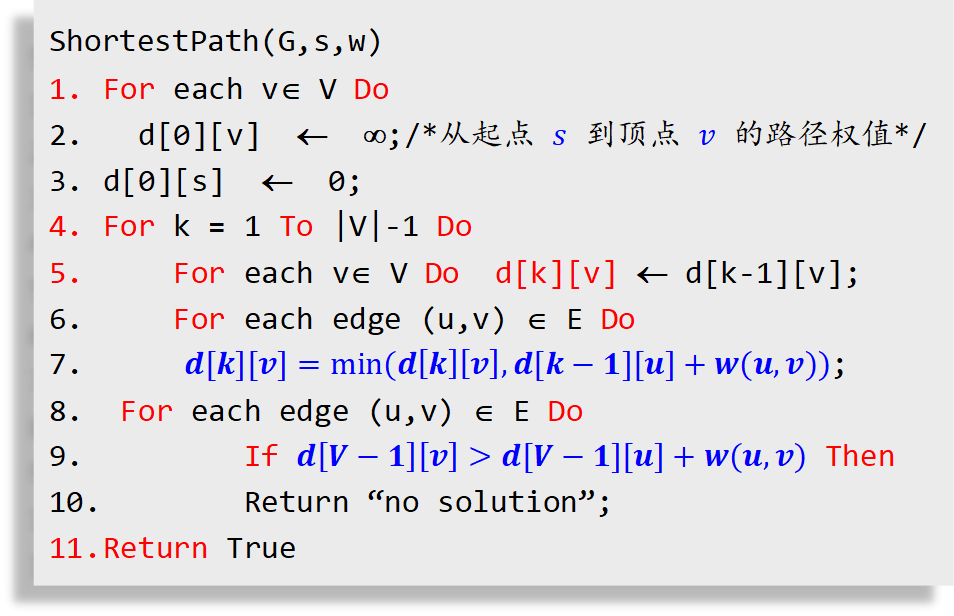 ShortestPath(G,s,w)
1. For each v∈ V Do
2. d[0][v] ← ∞;/*从起点 s 到顶点 v 的路径权值*/
3. d[0][s] ← 0;
4. For k = 1 To |V|-1 Do
5. For each v∈ V Do d[k][v] ← d[k-1][v];
6. For each edge (u,v) ∈ E Do
7. d[k][v] = min(d[k][v], d[k − 1][u] + w(u, v));
8. For each edge (u,v) ∈ E Do
9. If d[V − 1][v] > d[V − 1][u] + w(u, v) Then
10. Return “no solution”;
11.Return True